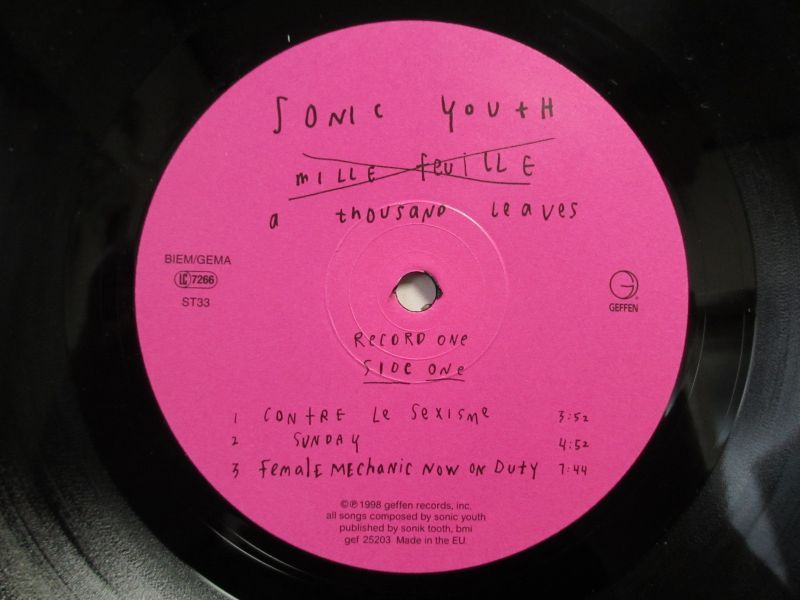 SONIC YOUTH
mILLE feuiLLE
a thousand Leaves
BIEM/GEMA
LC 7266
ST33
G
GEFFEN
RECORD ONE
SIDE ONE
1 CONTRE Le Sexisme 3:52
2 SUNDAY 4:52
3 Female MECHANIC NOW ON DUTY 7:44
©℗ 1998 geffen records, inc.
all songs composed by sonic youth
published by sonik tooth, bmi
gef 25203 Made in the EU.